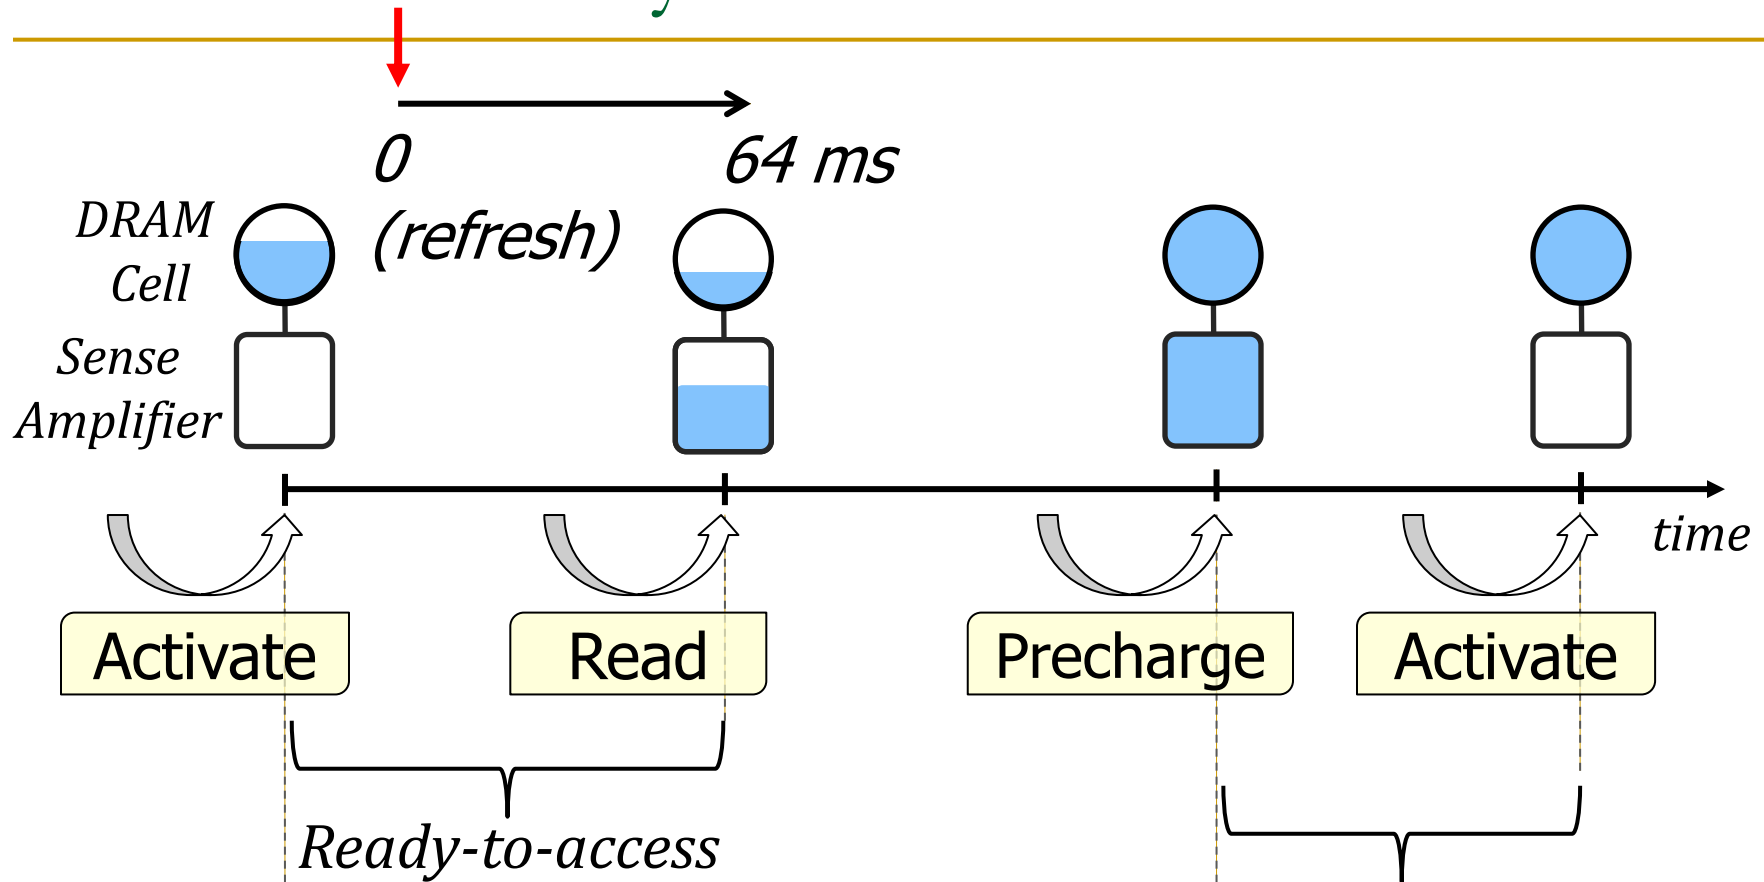 0
64 ms
(refresh)
DRAM
Cell
Sense
Amplifier
time
Activate
Read
Precharge
Activate
Ready-to-access